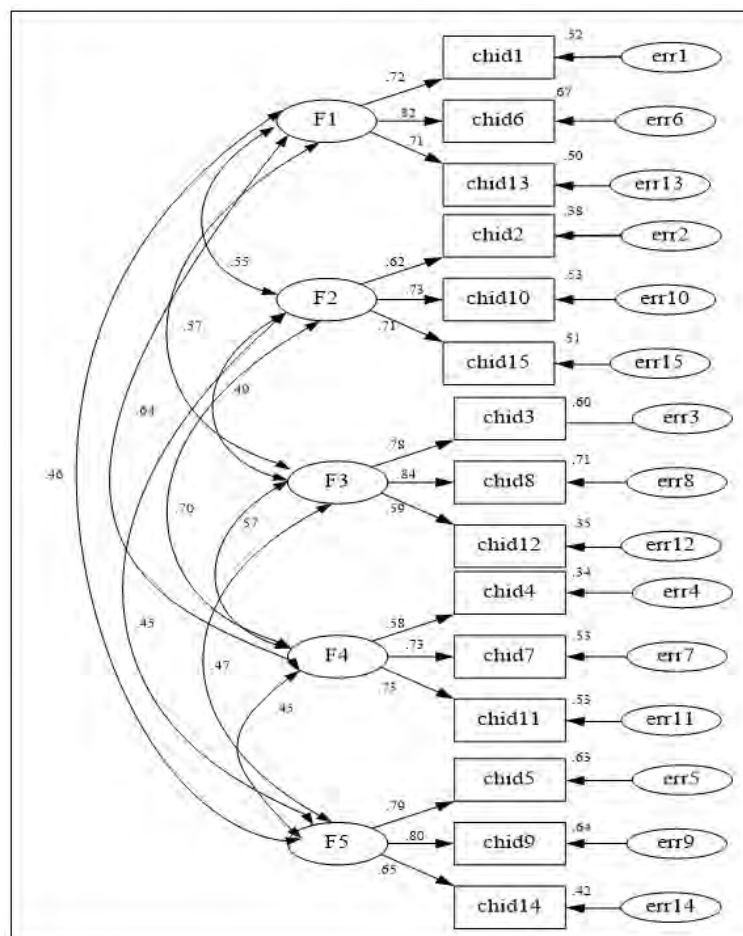 .52
chid1
err1
.72
F1
.82
.67
chid6
err6
.71
.50
chid13
err13
.38
chid2
err2
.62
.55
F2
.73
.53
chid10
err10
.71
.51
chid15
err15
.57
.49
.60
chid3
err3
.78
.64
F3
.84
.71
chid8
err8
.46
.59
.35
chid12
err12
.70
.57
.34
chid4
err4
.58
F4
.73
.53
chid7
err7
.45
.47
.45
chid11
err11
.63
chid5
err5
.79
F5
.80
.64
chid9
err9
.65
.42
chid14
err14